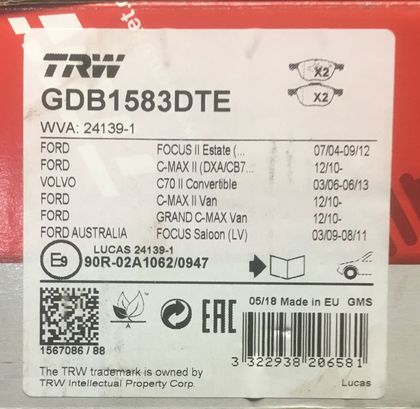 TRW
X2
GDB1583DTE
X2
WVA: 24139-1
FORD FOCUS II Estate (... 07/04-09/12
FORD C-MAX II (DXA/CB7... 12/10-
VOLVO C70 II Convertible 03/06-06/13
FORD C-MAX II Van 12/10-
FORD GRAND C-MAX Van 12/10-
FORD AUSTRALIA FOCUS Saloon (LV) 03/09-08/11
LUCAS 24139-1
E9 90R-02A1062/0947
05/18 Made in EU GMS
EAC
1567086 / 88
3 322938 206581
The TRW trademark is owned by
TRW Intellectual Property Corp.
Lucas